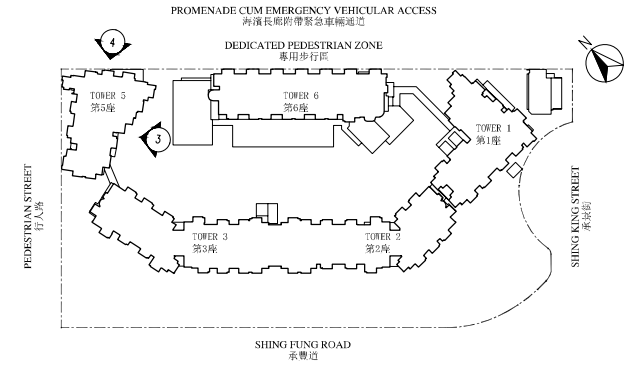 PROMENADE CUM EMERGENCY VEHICULAR ACCESS
海濱長廊附帶緊急車輛通道
DEDICATED PEDESTRIAN ZONE
專用步行區
4
N
TOWER 5
第5座
TOWER 6
第6座
TOWER 1
第1座
3
PEDESTRIAN STREET
行人路
SHING KING STREET
承景街
TOWER 3
第3座
TOWER 2
第2座
SHING FUNG ROAD
承豐道